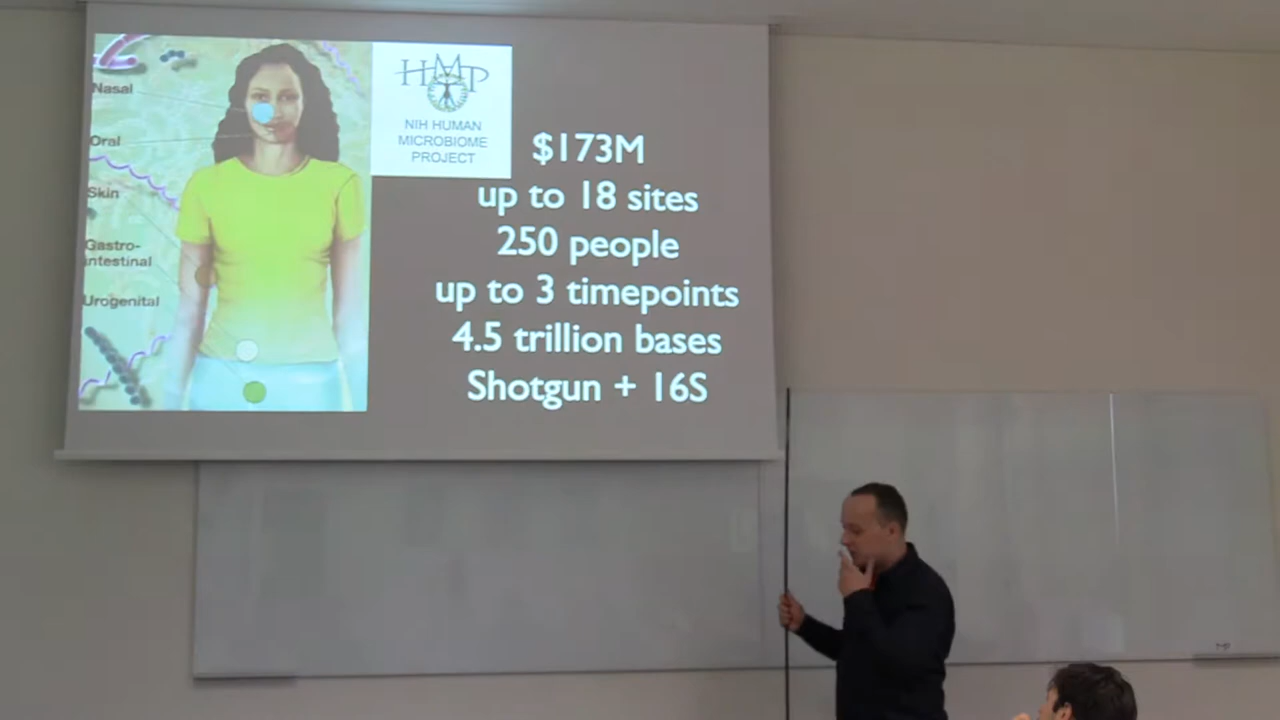 Nasal
Oral
Skin
Gastro-
intestinal
Urogenital
HMP
NIH HUMAN
MICROBIOME
PROJECT
$173M
up to 18 sites
250 people
up to 3 timepoints
4.5 trillion bases
Shotgun + 16S